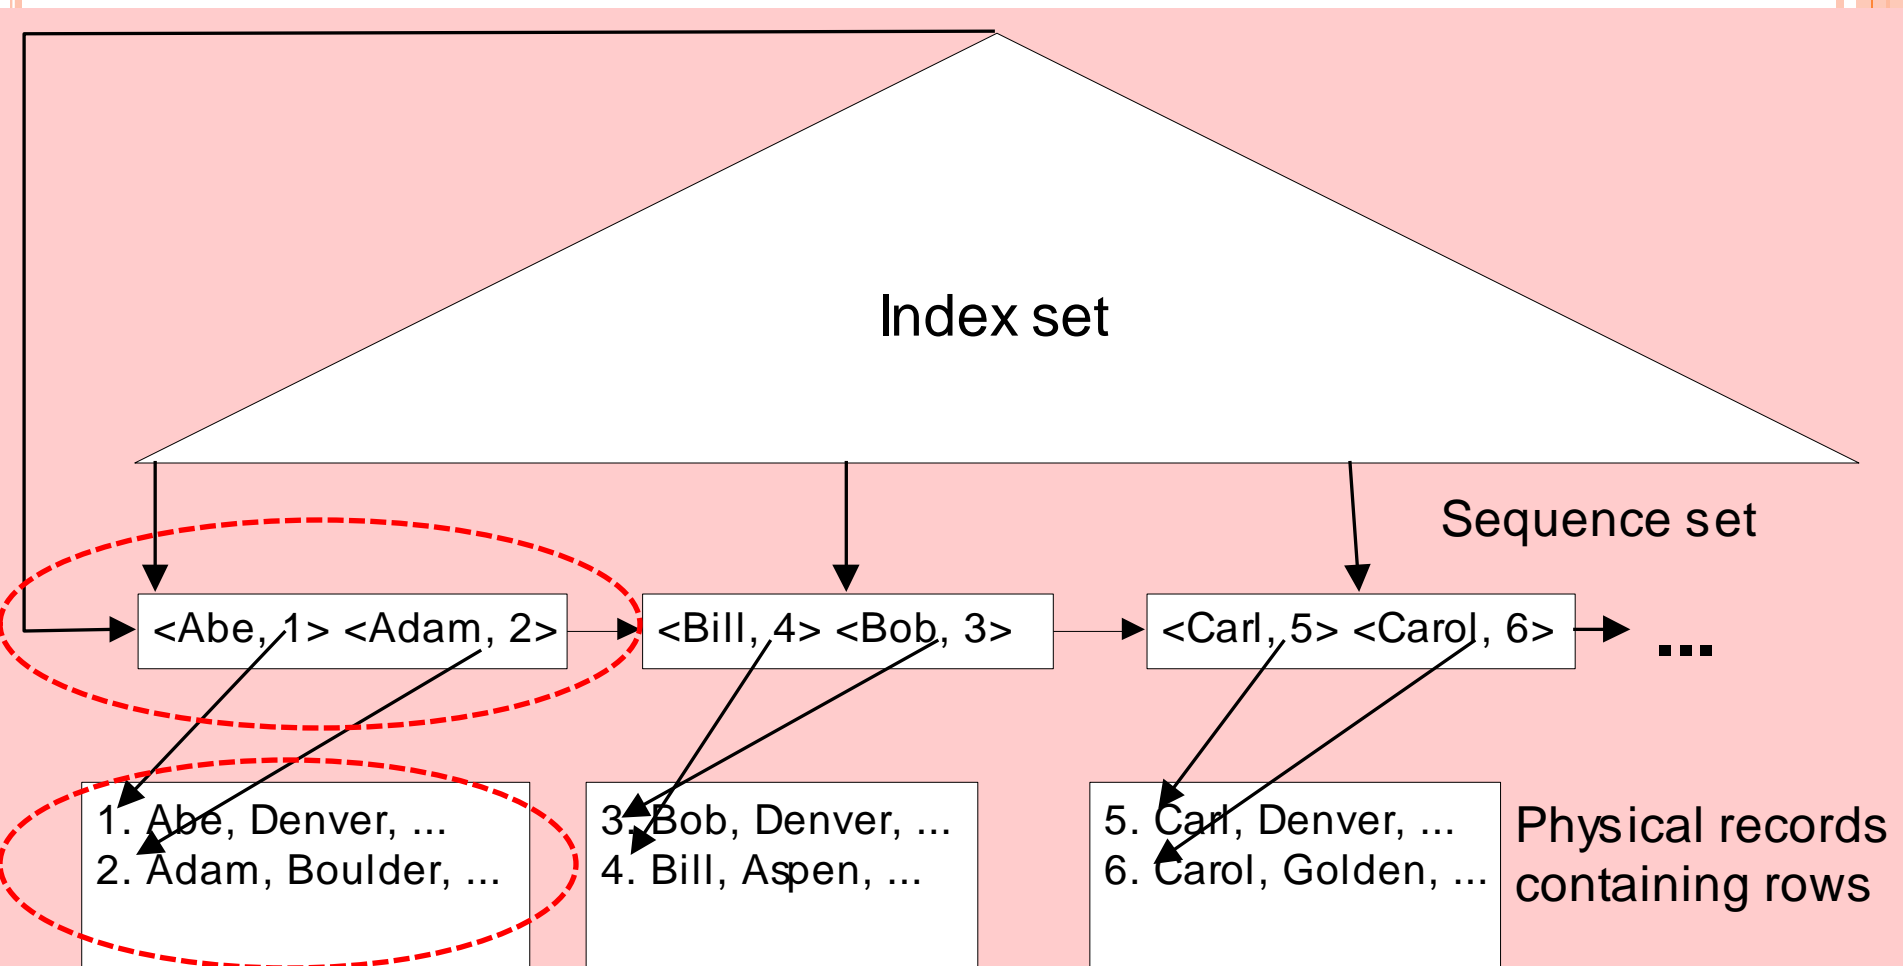 Index set
Sequence set
<Abe, 1> <Adam, 2>
<Bill, 4> <Bob, 3>
<Carl, 5> <Carol, 6>
...
1. Abe, Denver, ...
2. Adam, Boulder, ...
3. Bob, Denver, ...
4. Bill, Aspen, ...
5. Carl, Denver, ...
6. Carol, Golden, ...
Physical records
containing rows